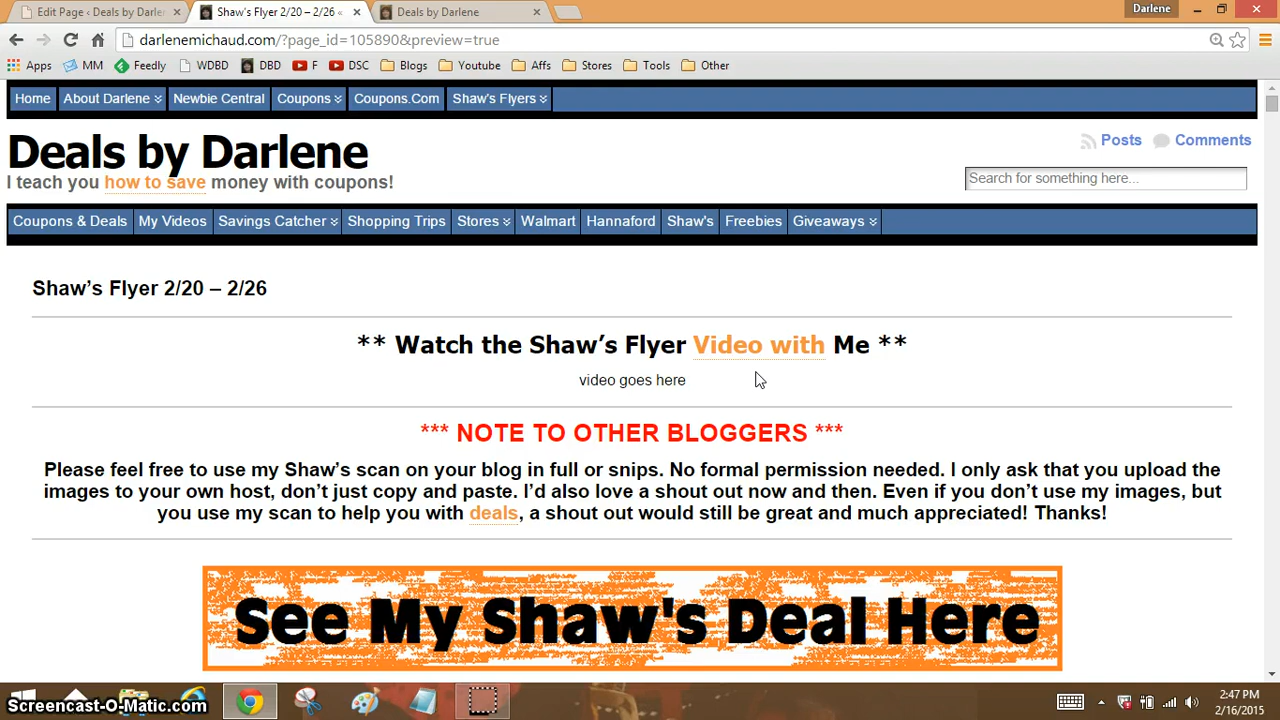 Edit Page ‹ Deals by Darlen
Shaw's Flyer 2/20 – 2/26 «
Deals by Darlene
Darlene
darlenemichaud.com/?page_id=105890&preview=true
Apps MM Feedly WDBD DBD F DSC Blogs Youtube Affs Stores Tools Other
Home About Darlene Newbie Central Coupons Coupons.Com Shaw's Flyers
Deals by Darlene
Posts Comments
I teach you how to save money with coupons!
Search for something here...
Coupons & Deals My Videos Savings Catcher Shopping Trips Stores Walmart Hannaford Shaw's Freebies Giveaways
Shaw's Flyer 2/20 – 2/26
** Watch the Shaw's Flyer Video with Me **
video goes here
*** NOTE TO OTHER BLOGGERS ***
Please feel free to use my Shaw's scan on your blog in full or snips. No formal permission needed. I only ask that you upload the
images to your own host, don't just copy and paste. I'd also love a shout out now and then. Even if you don't use my images, but
you use my scan to help you with deals, a shout out would still be great and much appreciated! Thanks!
See My Shaw's Deal Here
Screencast-O-Matic.com
2:47 PM
2/16/2015